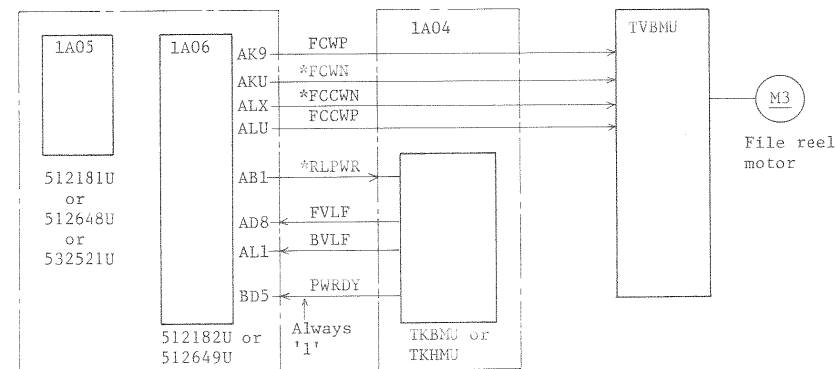 1A05
1A06
1A04
TVBMU
AK9
FCWP
AKU
*FCWN
ALX
*FCCWN
ALU
FCCWP
M3
File reel
motor
AB1
*RLPWR
512181U
or
512648U
or
532521U
AD8
FVLF
AL1
BVLF
BD5
PWRDY
Always
'1'
512182U or
512649U
TKBMU or
TKHMU